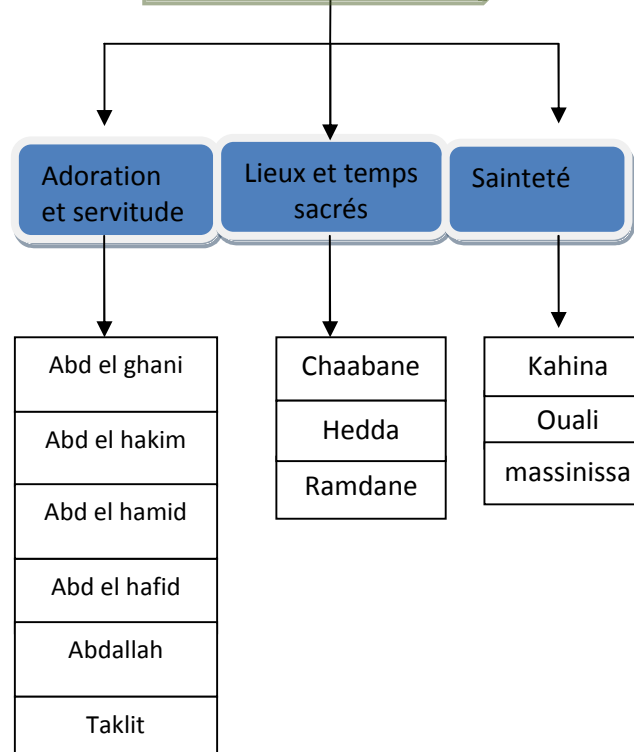 Adoration
et servitude
Lieux et temps
sacrés
Sainteté
Abd el ghani
Abd el hakim
Abd el hamid
Abd el hafid
Abdallah
Taklit
Chaabane
Hedda
Ramdane
Kahina
Ouali
massinissa